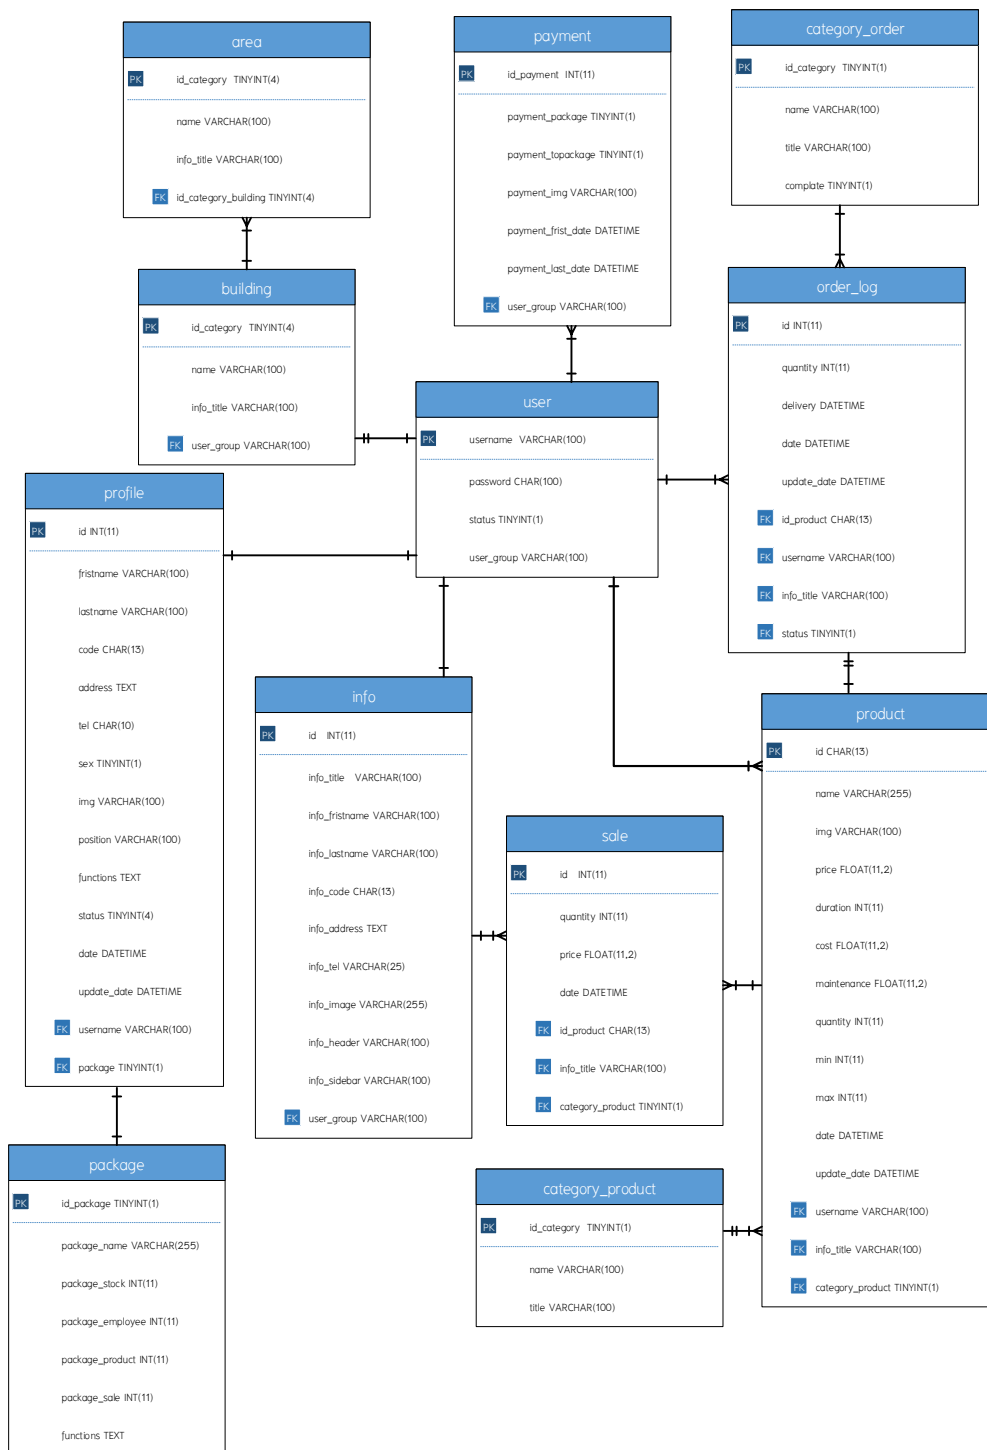 area
PK id_category TINYINT(4)
name VARCHAR(100)
info_title VARCHAR(100)
FK id_category_building TINYINT(4)
payment
PK id_payment INT(11)
payment_package TINYINT(1)
payment_topackage TINYINT(1)
payment_img VARCHAR(100)
payment_frist_date DATETIME
payment_last_date DATETIME
FK user_group VARCHAR(100)
category_order
PK id_category TINYINT(1)
name VARCHAR(100)
title VARCHAR(100)
complate TINYINT(1)
building
PK id_category TINYINT(4)
name VARCHAR(100)
info_title VARCHAR(100)
FK user_group VARCHAR(100)
order_log
PK id INT(11)
quantity INT(11)
delivery DATETIME
date DATETIME
update_date DATETIME
FK id_product CHAR(13)
FK username VARCHAR(100)
FK info_title VARCHAR(100)
FK status TINYINT(1)
user
PK username VARCHAR(100)
password CHAR(100)
status TINYINT(1)
user_group VARCHAR(100)
profile
PK id INT(11)
fristname VARCHAR(100)
lastname VARCHAR(100)
code CHAR(13)
address TEXT
tel CHAR(10)
sex TINYINT(1)
img VARCHAR(100)
position VARCHAR(100)
functions TEXT
status TINYINT(4)
date DATETIME
update_date DATETIME
FK username VARCHAR(100)
FK package TINYINT(1)
info
PK id INT(11)
info_title VARCHAR(100)
info_fristname VARCHAR(100)
info_lastname VARCHAR(100)
info_code CHAR(13)
info_address TEXT
info_tel VARCHAR(25)
info_image VARCHAR(255)
info_header VARCHAR(100)
info_sidebar VARCHAR(100)
FK user_group VARCHAR(100)
product
PK id CHAR(13)
name VARCHAR(255)
img VARCHAR(100)
price FLOAT(11,2)
duration INT(11)
cost FLOAT(11,2)
maintenance FLOAT(11,2)
quantity INT(11)
min INT(11)
max INT(11)
date DATETIME
update_date DATETIME
FK username VARCHAR(100)
FK info_title VARCHAR(100)
FK category_product TINYINT(1)
sale
PK id INT(11)
quantity INT(11)
price FLOAT(11,2)
date DATETIME
FK id_product CHAR(13)
FK info_title VARCHAR(100)
FK category_product TINYINT(1)
package
PK id_package TINYINT(1)
package_name VARCHAR(255)
package_stock INT(11)
package_employee INT(11)
package_product INT(11)
package_sale INT(11)
functions TEXT
category_product
PK id_category TINYINT(1)
name VARCHAR(100)
title VARCHAR(100)